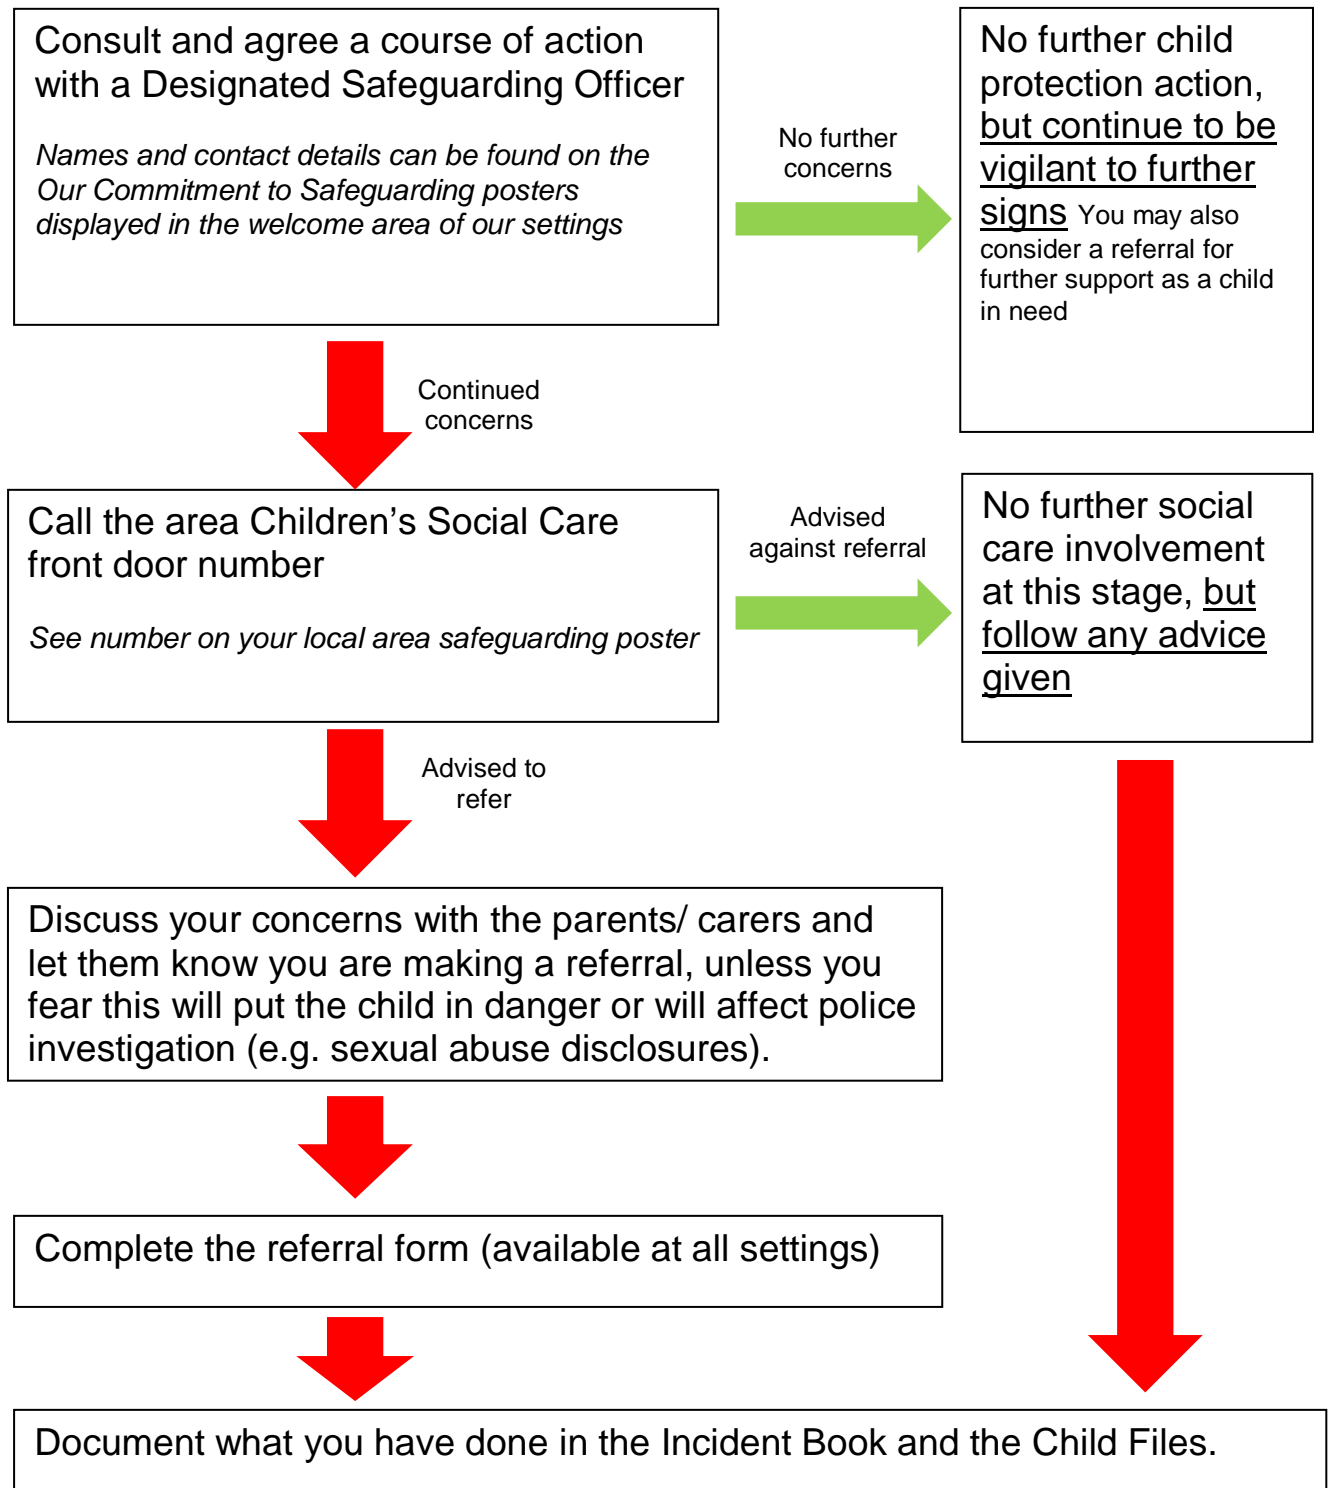 Consult and agree a course of action
with a Designated Safeguarding Officer
Names and contact details can be found on the
Our Commitment to Safeguarding posters
displayed in the welcome area of our settings
No further
concerns
No further child
protection action,
but continue to be
vigilant to further
signs You may also
consider a referral for
further support as a child
in need
Continued
concerns
Call the area Children’s Social Care
front door number
See number on your local area safeguarding poster
Advised
against referral
No further social
care involvement
at this stage, but
follow any advice
given
Advised to
refer
Discuss your concerns with the parents/ carers and
let them know you are making a referral, unless you
fear this will put the child in danger or will affect police
investigation (e.g. sexual abuse disclosures).
Complete the referral form (available at all settings)
Document what you have done in the Incident Book and the Child Files.